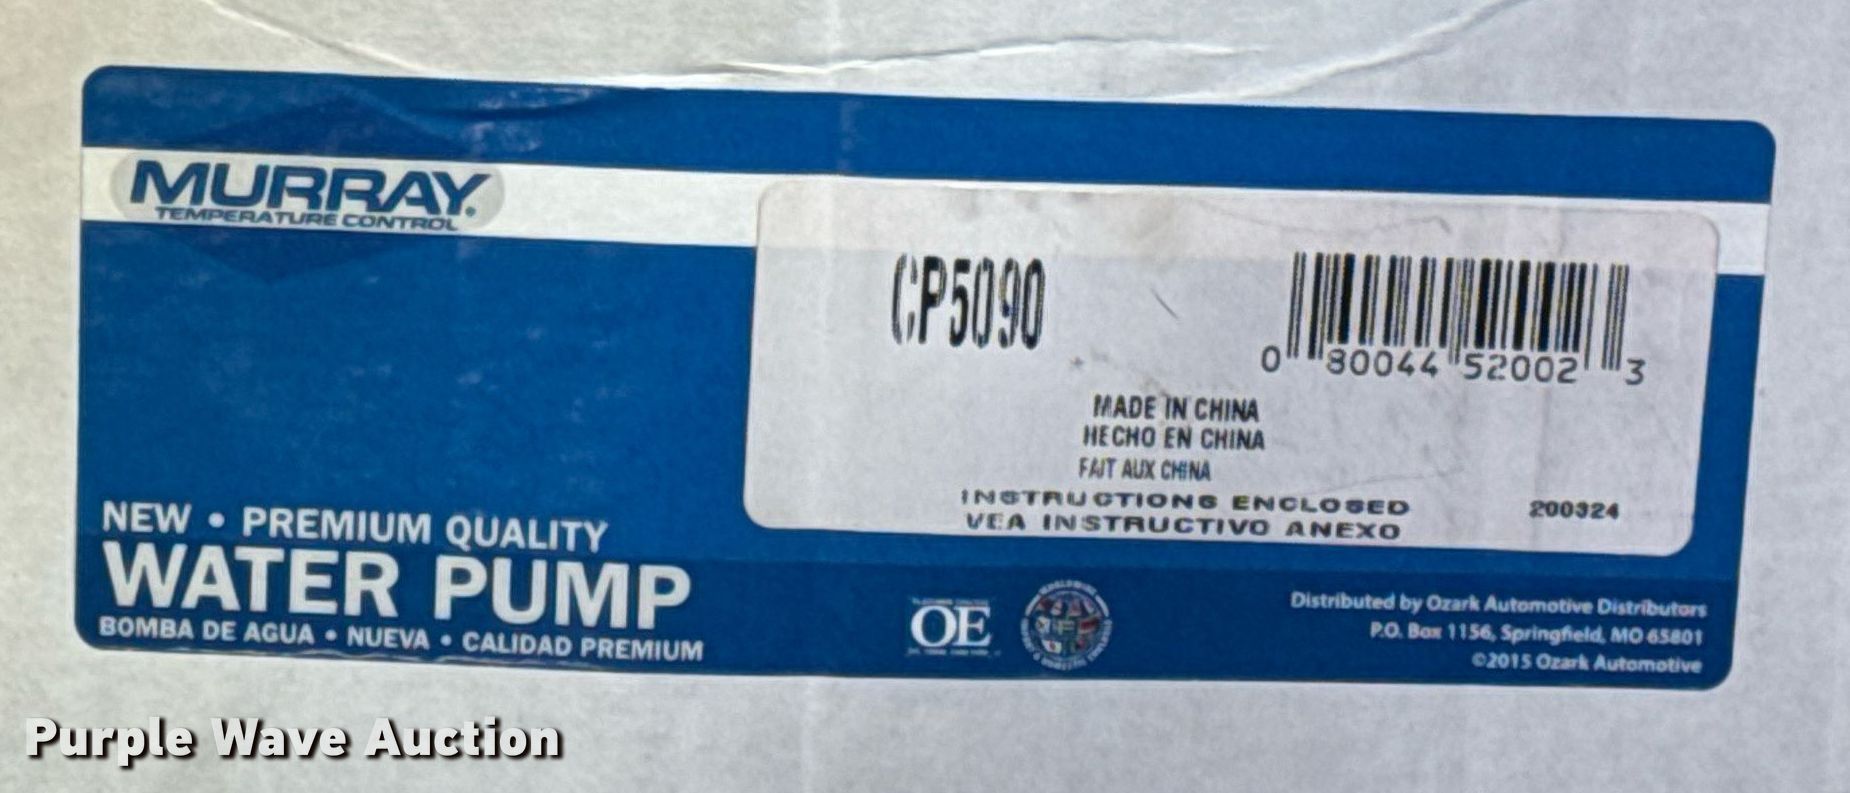 MURRAY®
TEMPERATURE CONTROL
CP5090
0 80044 52002 3
MADE IN CHINA
HECHO EN CHINA
FAIT AUX CHINA
INSTRUCTIONS ENCLOSED
VEA INSTRUCTIVO ANEXO
200324
NEW • PREMIUM QUALITY
WATER PUMP
BOMBA DE AGUA • NUEVA • CALIDAD PREMIUM
OE
Distributed by Ozark Automotive Distributors
P.O. Box 1156, Springfield, MO 65801
©2015 Ozark Automotive
Purple Wave Auction